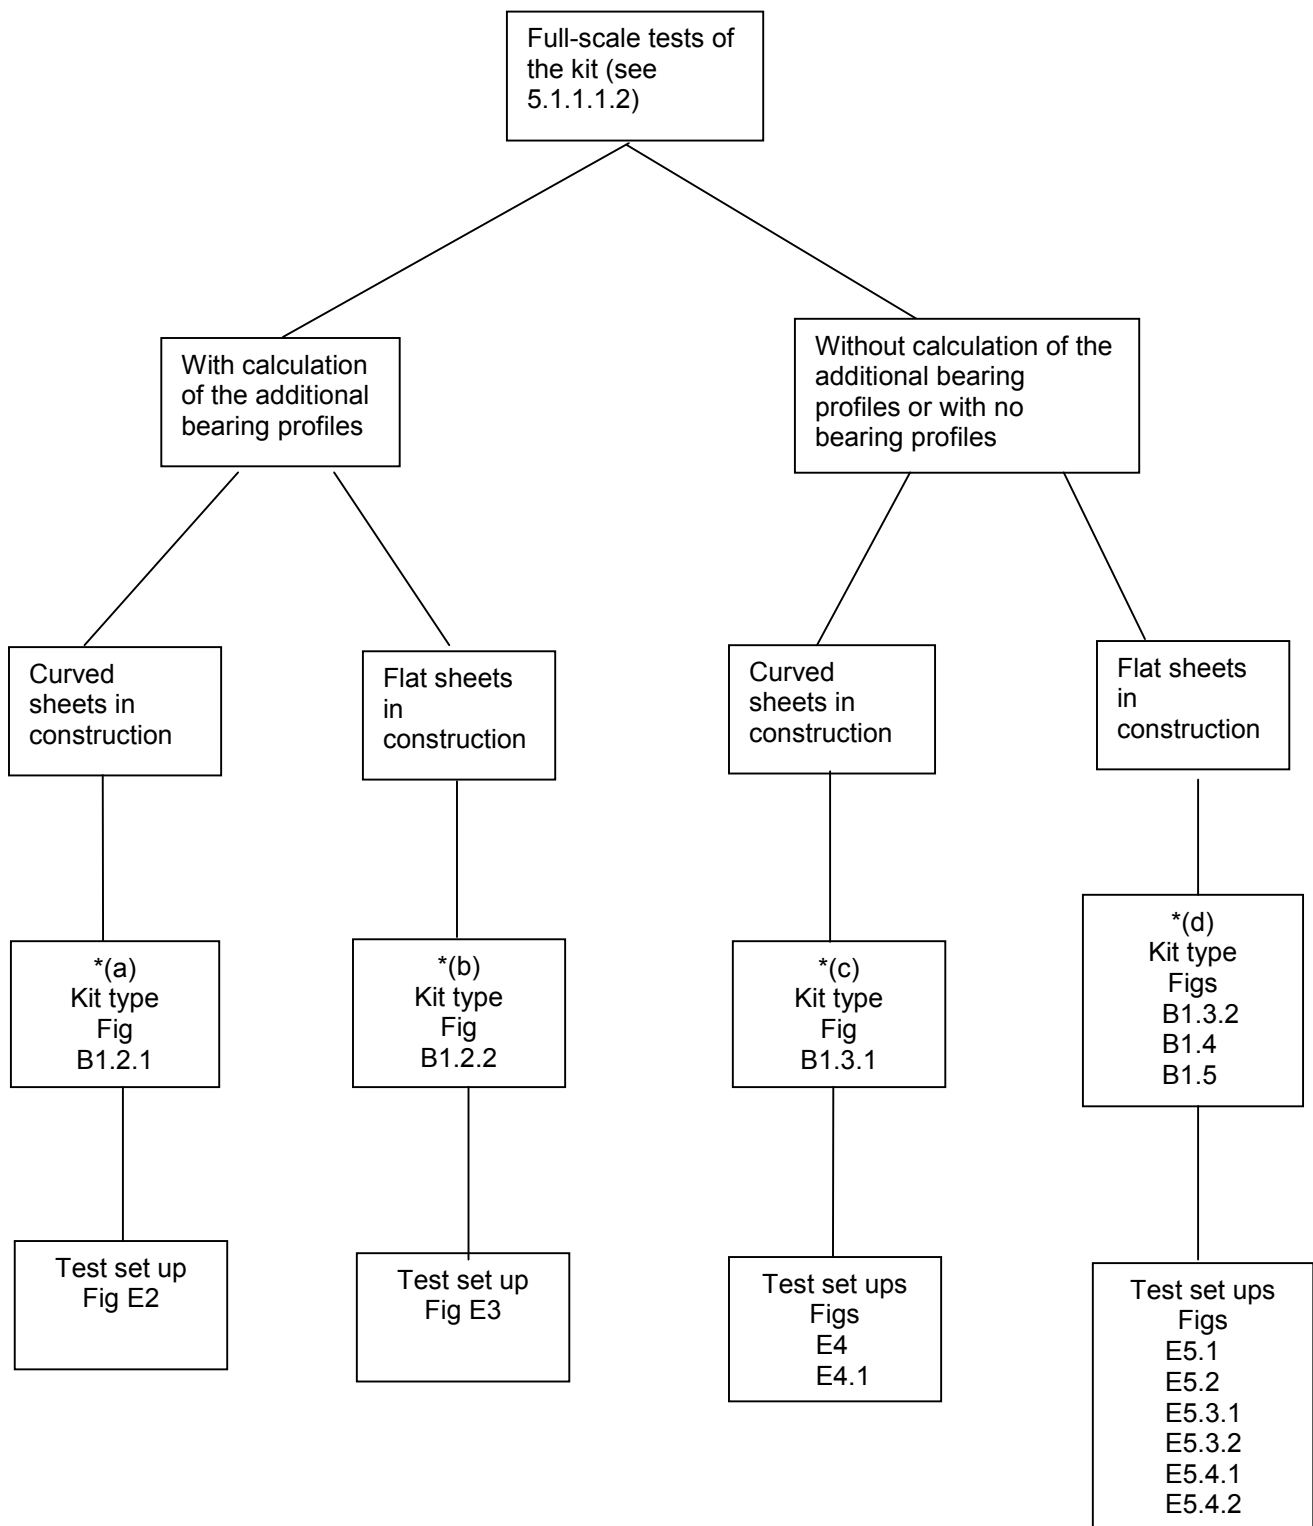 Full-scale tests of
the kit (see
5.1.1.1.2)
With calculation
of the additional
bearing profiles
Without calculation of the
additional bearing
profiles or with no
bearing profiles
Curved
sheets in
construction
Flat sheets
in
construction
Curved
sheets in
construction
Flat sheets
in
construction
*(a)
Kit type
Fig
B1.2.1
*(b)
Kit type
Fig
B1.2.2
*(c)
Kit type
Fig
B1.3.1
*(d)
Kit type
Figs
B1.3.2
B1.4
B1.5
Test set up
Fig E2
Test set up
Fig E3
Test set ups
Figs
E4
E4.1
Test set ups
Figs
E5.1
E5.2
E5.3.1
E5.3.2
E5.4.1
E5.4.2